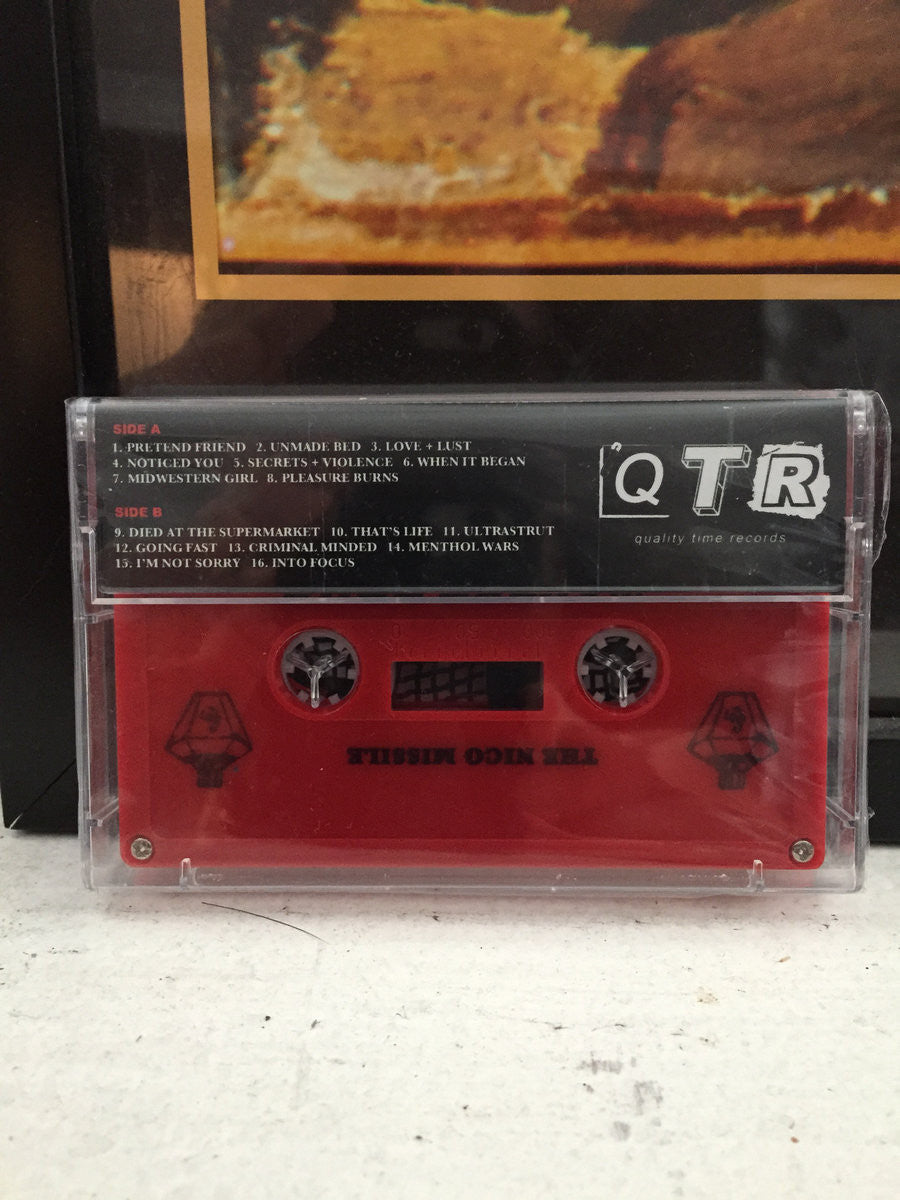 SIDE A
1. PRETEND FRIEND 2. UNMADE BED 3. LOVE + LUST
4. NOTICED YOU 5. SECRETS + VIOLENCE 6. WHEN IT BEGAN
7. MIDWESTERN GIRL 8. PLEASURE BURNS
SIDE B
9. DIED AT THE SUPERMARKET 10. THAT'S LIFE 11. ULTRASTRUT
12. GOING FAST 13. CRIMINAL MINDED 14. MENTHOL WARS
15. I'M NOT SORRY 16. INTO FOCUS
QTR
quality time records
0 50 100
THE NICO MISSILE